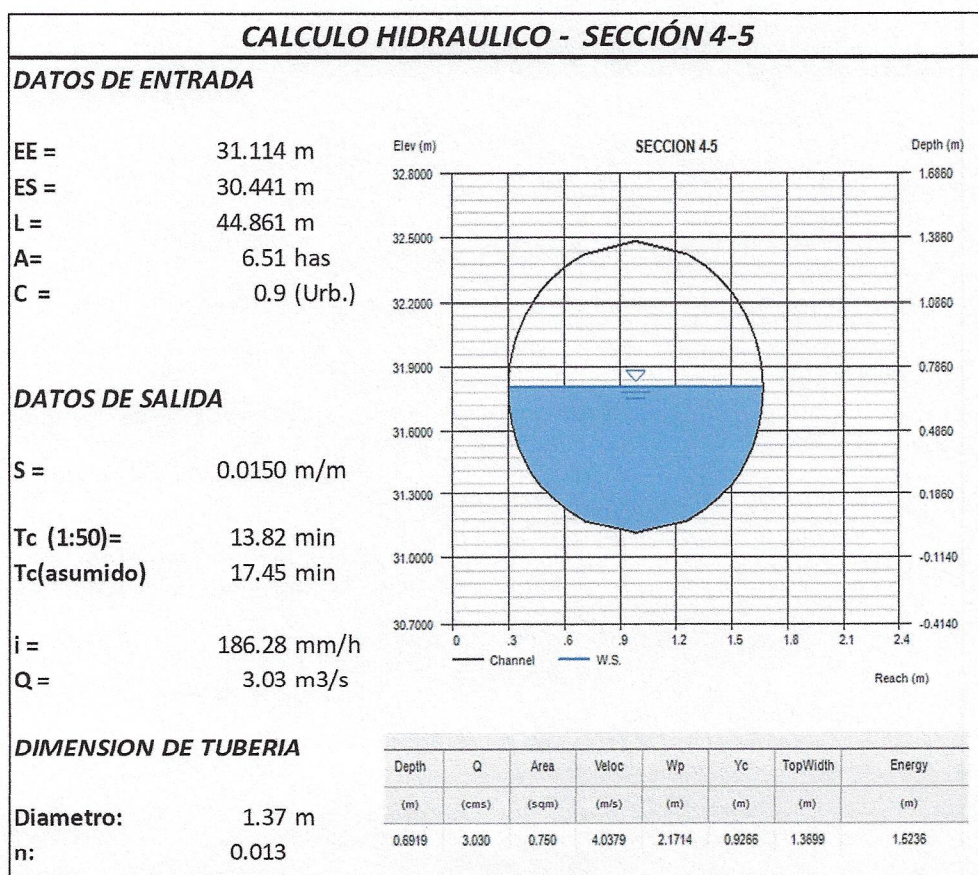 CALCULO HIDRAULICO - SECCIÓN 4-5
DATOS DE ENTRADA
EE = 31.114 m
ES = 30.441 m
L = 44.861 m
A= 6.51 has
C = 0.9 (Urb.)
DATOS DE SALIDA
S = 0.0150 m/m
Tc (1:50)= 13.82 min
Tc(asumido) 17.45 min
i = 186.28 mm/h
Q = 3.03 m3/s
DIMENSION DE TUBERIA
Diametro: 1.37 m
n: 0.013
Elev (m) SECCION 4-5 Depth (m)
32.8000 1.6860
32.5000 1.3860
32.2000 1.0860
31.9000 0.7860
31.6000 0.4860
31.3000 0.1860
31.0000 -0.1140
30.7000 -0.4140
0 .3 .6 .9 1.2 1.5 1.8 2.1 2.4
Channel W.S.
Reach (m)
Depth Q Area Veloc Wp Yc TopWidth Energy
(m) (cms) (sqm) (m/s) (m) (m) (m) (m)
0.6919 3.030 0.750 4.0379 2.1714 0.9266 1.3699 1.5236